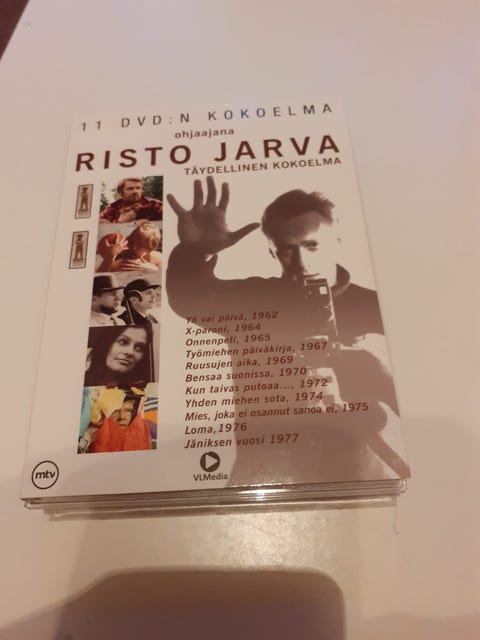 11 DVD:N KOKOELMA
ohjaajana
RISTO JARVA
TÄYDELLINEN KOKOELMA
Yö vai päivä, 1962
X-paroni, 1964
Onnenpeli, 1965
Työmiehen päiväkirja, 1967
Ruusujen aika, 1969
Bensaa suonissa, 1970
Kun taivas putoaa..., 1972
Yhden miehen sota, 1974
Mies, joka ei osannut sanoa ei, 1975
Loma, 1976
Jäniksen vuosi 1977
mtv
VLMedia